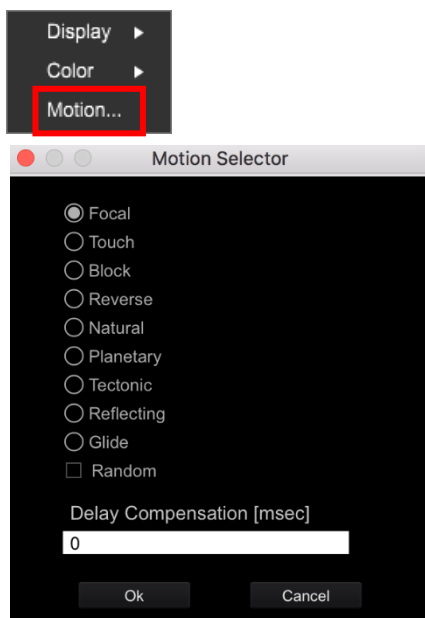 Display
Color
Motion...
Motion Selector
Focal
Touch
Block
Reverse
Natural
Planetary
Tectonic
Reflecting
Glide
Random
Delay Compensation [msec]
0
Ok Cancel